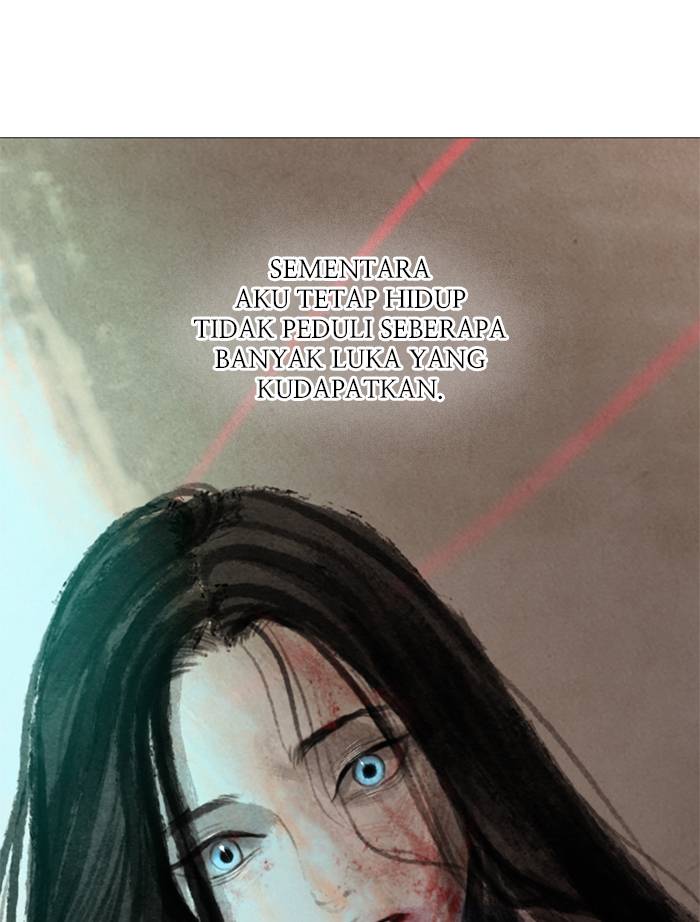 SEMENTARA
AKU TETAP HIDUP
TIDAK PEDULI SEBERAPA
BANYAK LUKA YANG
KUDAPATKAN.